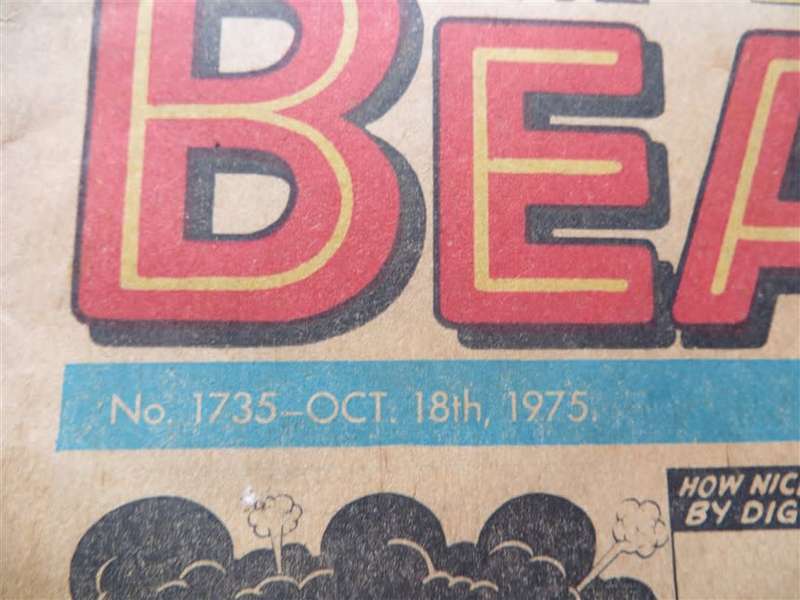 BEA
No. 1735–OCT. 18th, 1975.
HOW NIC
BY DIG